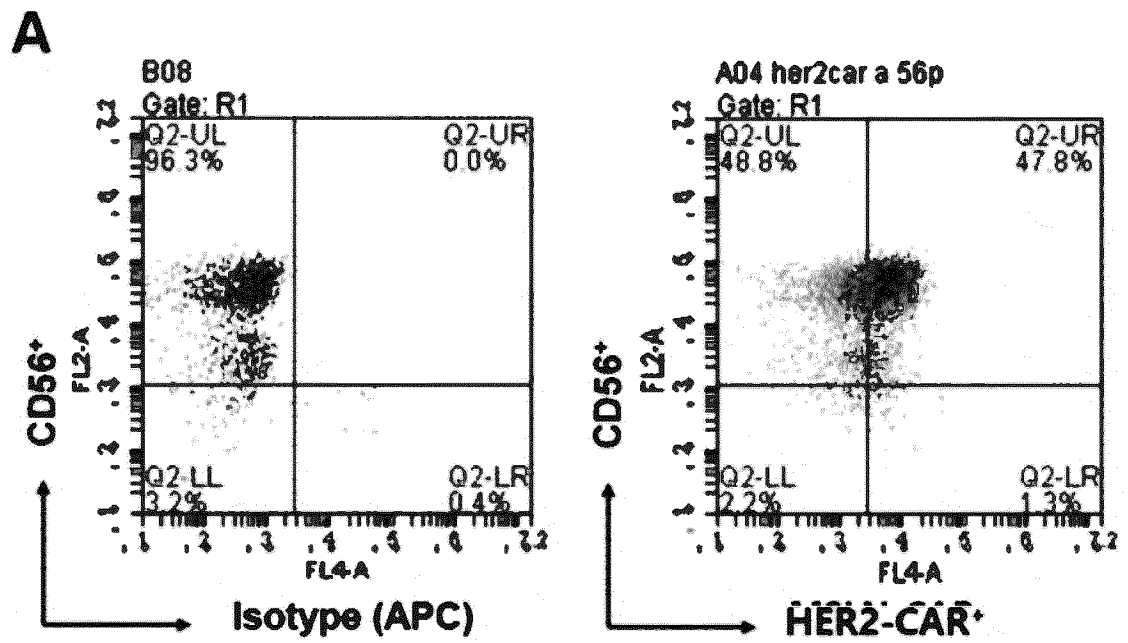 A
B08
Gate: R1
Q2-UL
96.3%
Q2-UR
0.0%
Q2-LL
3.2%
Q2-LR
0.4%
CD56+
FL2-A
FL4-A
Isotype (APC)
A04 her2car a 56p
Gate: R1
Q2-UL
48.8%
Q2-UR
47.8%
Q2-LL
2.2%
Q2-LR
1.3%
CD56+
FL2-A
FL4-A
HER2-CAR+